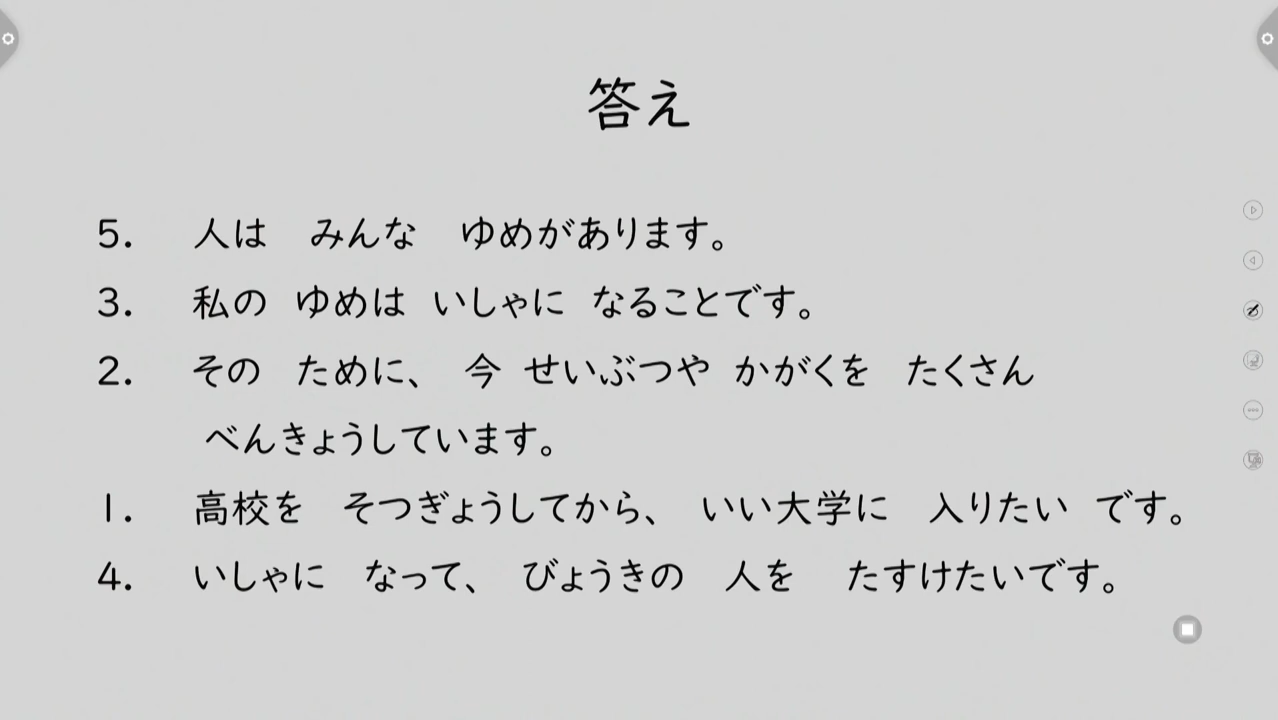 答え
5. 人は みんな ゆめがあります。
3. 私の ゆめは いしゃに なることです。
2. その ために、 今 せいぶつや かがくを たくさん
べんきょうしています。
1. 高校を そつぎょうしてから、 いい大学に 入りたい です。
4. いしゃに なって、 びょうきの 人を たすけたいです。